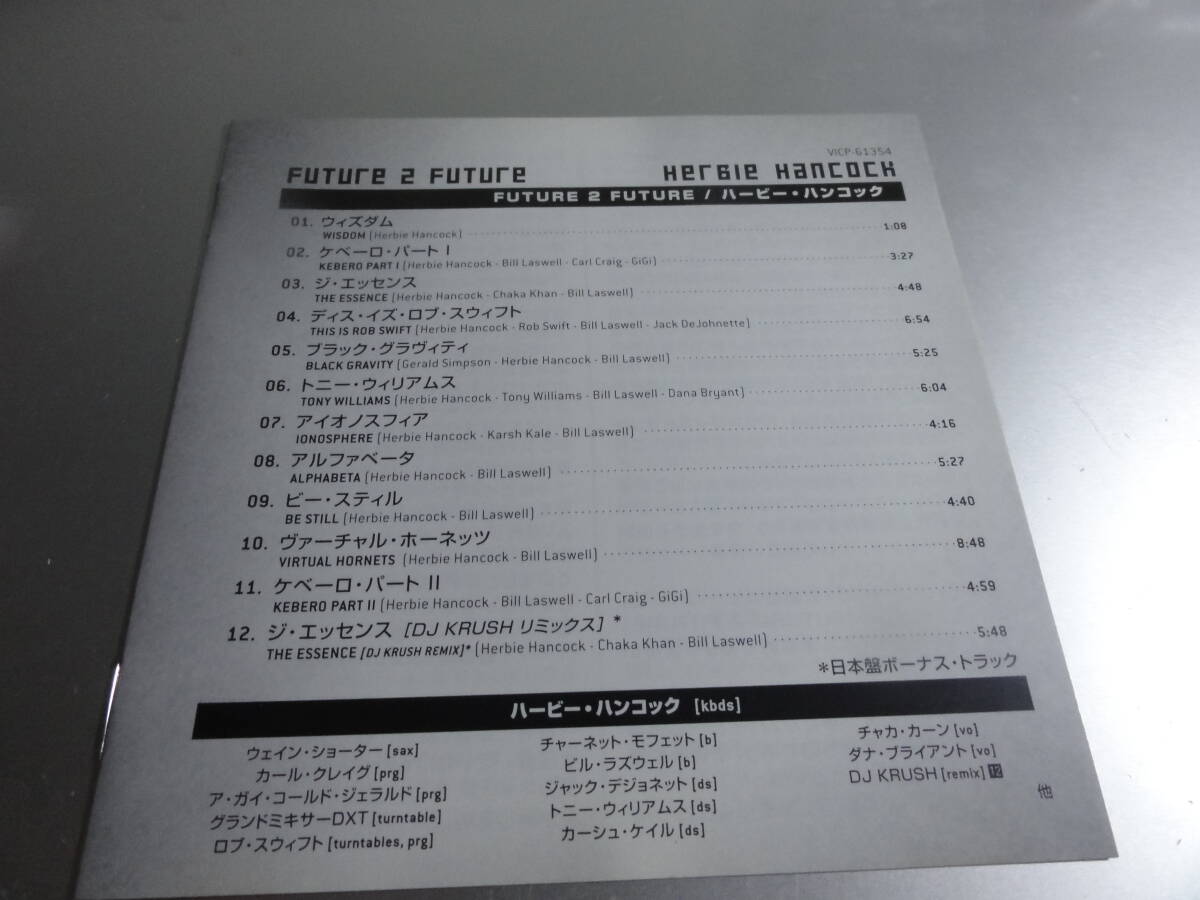 VICP-61354
FUTURE 2 FUTURE HERBIE HANCOCK
FUTURE 2 FUTURE / ハービー・ハンコック
01. ウィズダム
WISDOM [Herbie Hancock] 1:08
02. ケベーロ・パート I
KEBERO PART I [Herbie Hancock - Bill Laswell - Carl Craig - GiGi] 3:27
03. ジ・エッセンス
THE ESSENCE [Herbie Hancock - Chaka Khan - Bill Laswell] 4:48
04. ディス・イズ・ロブ・スウィフト
THIS IS ROB SWIFT [Herbie Hancock - Rob Swift - Bill Laswell - Jack DeJohnette] 6:54
05. ブラック・グラヴィティ
BLACK GRAVITY [Gerald Simpson - Herbie Hancock - Bill Laswell] 5:25
06. トニー・ウィリアムス
TONY WILLIAMS [Herbie Hancock - Tony Williams - Bill Laswell - Dana Bryant] 6:04
07. アイオノスフィア
IONOSPHERE [Herbie Hancock - Karsh Kale - Bill Laswell] 4:16
08. アルファベータ
ALPHABETA [Herbie Hancock - Bill Laswell] 5:27
09. ビー・スティル
BE STILL [Herbie Hancock - Bill Laswell] 4:40
10. ヴァーチャル・ホーネッツ
VIRTUAL HORNETS [Herbie Hancock - Bill Laswell] 8:48
11. ケベーロ・パート II
KEBERO PART II [Herbie Hancock - Bill Laswell - Carl Craig - GiGi] 4:59
12. ジ・エッセンス [DJ KRUSH リミックス] *
THE ESSENCE [DJ KRUSH REMIX]* [Herbie Hancock - Chaka Khan - Bill Laswell] 5:48
*日本盤ボーナス・トラック
ハービー・ハンコック [kbds]
ウェイン・ショーター [sax]
カール・クレイグ [prg]
ア・ガイ・コールド・ジェラルド [prg]
グランドミキサーDXT [turntable]
ロブ・スウィフト [turntables, prg]
チャーネット・モフェット [b]
ビル・ラズウェル [b]
ジャック・デジョネット [ds]
トニー・ウィリアムス [ds]
カーシュ・ケイル [ds]
チャカ・カーン [vo]
ダナ・ブライアント [vo]
DJ KRUSH [remix] 12
他